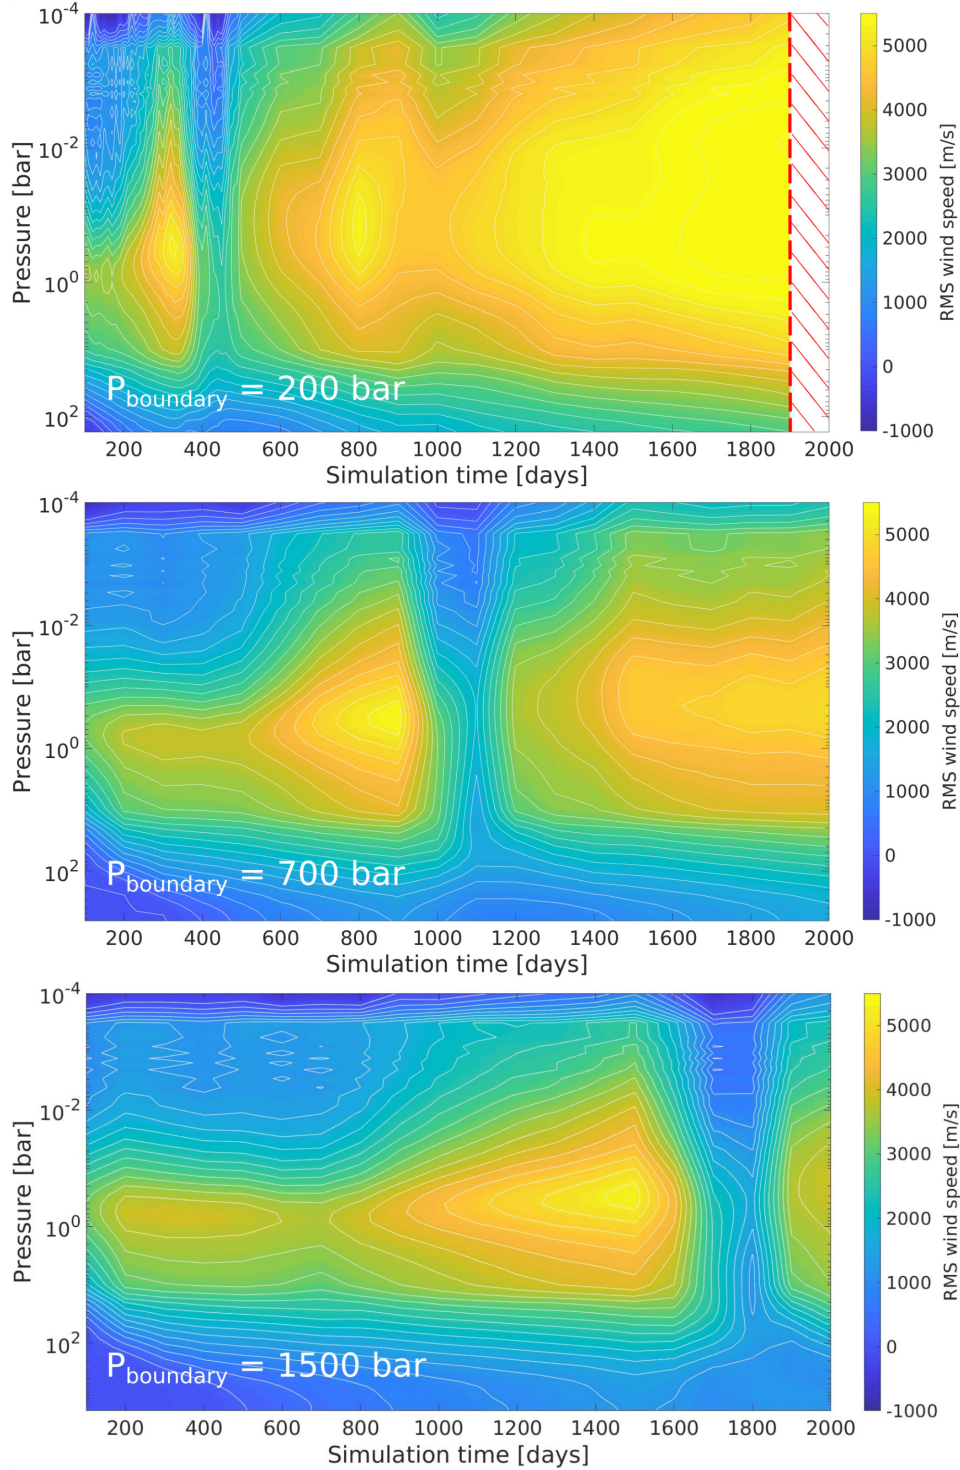 10^-4
10^-2
10^0
10^2
Pressure [bar]
P_boundary = 200 bar
200 400 600 800 1000 1200 1400 1600 1800 2000
Simulation time [days]
5000
4000
3000
2000
1000
0
-1000
RMS wind speed [m/s]
10^-4
10^-2
10^0
10^2
Pressure [bar]
P_boundary = 700 bar
200 400 600 800 1000 1200 1400 1600 1800 2000
Simulation time [days]
5000
4000
3000
2000
1000
0
-1000
RMS wind speed [m/s]
10^-4
10^-2
10^0
10^2
Pressure [bar]
P_boundary = 1500 bar
200 400 600 800 1000 1200 1400 1600 1800 2000
Simulation time [days]
5000
4000
3000
2000
1000
0
-1000
RMS wind speed [m/s]